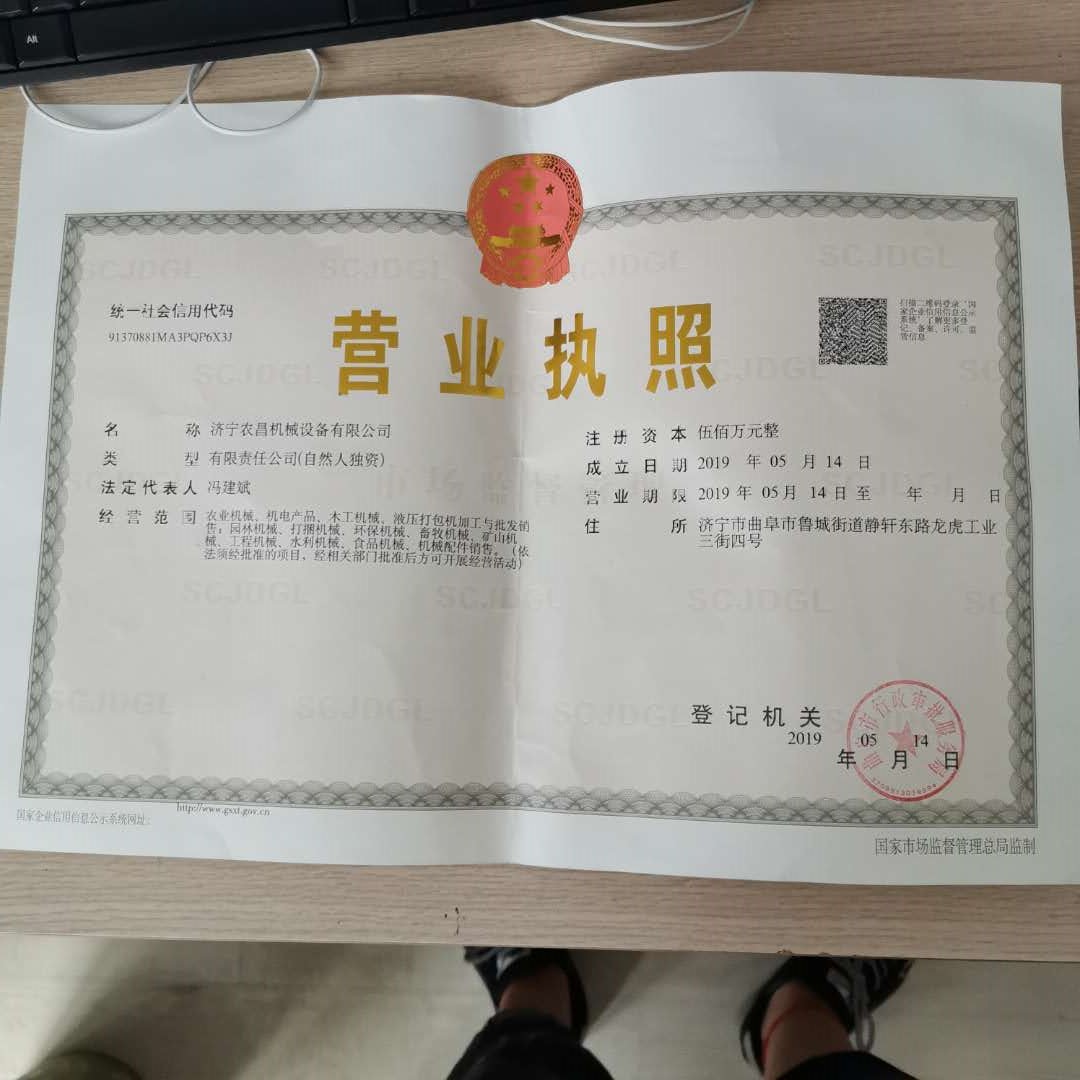 Alt
统一社会信用代码
91370881MA3PQP6X3J
扫描二维码登录"国
家企业信用信息公示
系统"了解更多登
记、备案、许可、监
管信息
营业执照
名 称 济宁农昌机械设备有限公司
类 型 有限责任公司(自然人独资)
法定代表人 冯建斌
经营范围 农业机械、机电产品、木工机械、液压打包机加工与批发销
售；园林机械、打捆机械、环保机械、畜牧机械、矿山机
械、工程机械、水利机械、食品机械、机械配件销售。（依
法须经批准的项目，经相关部门批准后方可开展经营活动）
注册资本 伍佰万元整
成立日期 2019 年 05 月 14 日
营业期限 2019 年 05 月 14 日至 年 月 日
住 所 济宁市曲阜市鲁城街道静轩东路龙虎工业
三街四号
登记机关
2019 年 05 月 14 日
曲阜市行政审批服务局
国家企业信用信息公示系统网址：
http://www.gsxt.gov.cn
国家市场监督管理总局监制